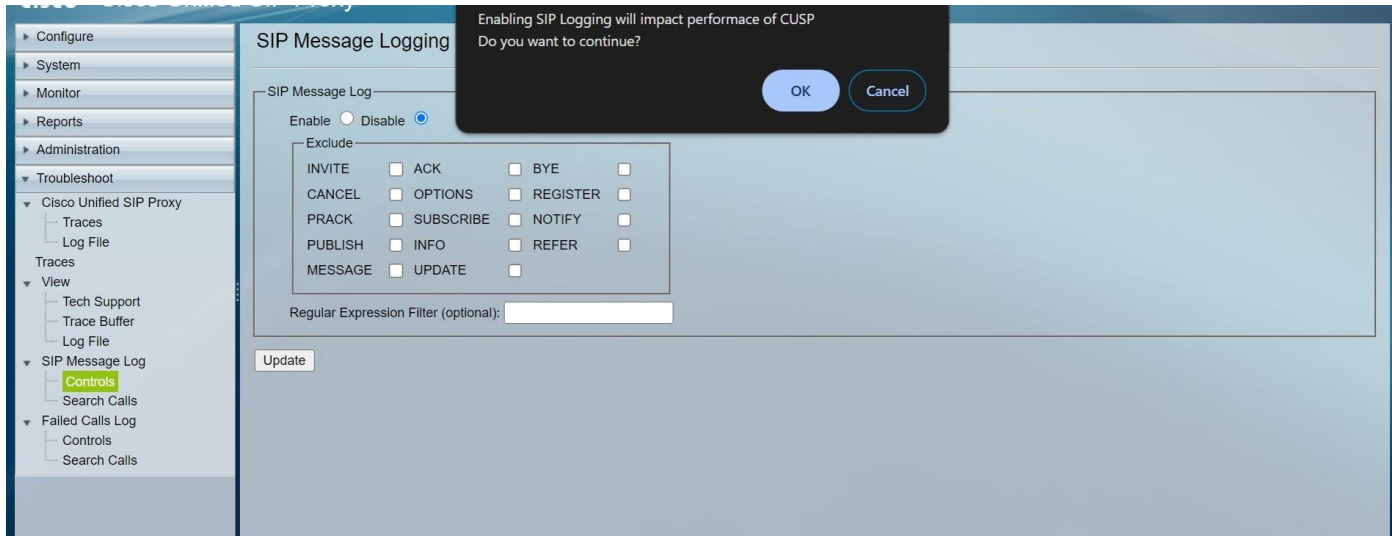 Cisco Unified SIP Proxy
Enabling SIP Logging will impact performace of CUSP
Do you want to continue?
OK
Cancel
Configure
System
Monitor
Reports
Administration
Troubleshoot
Cisco Unified SIP Proxy
Traces
Log File
Traces
View
Tech Support
Trace Buffer
Log File
SIP Message Log
Controls
Search Calls
Failed Calls Log
Controls
Search Calls
SIP Message Logging
SIP Message Log
Enable Disable
Exclude
INVITE ACK BYE
CANCEL OPTIONS REGISTER
PRACK SUBSCRIBE NOTIFY
PUBLISH INFO REFER
MESSAGE UPDATE
Regular Expression Filter (optional):
Update